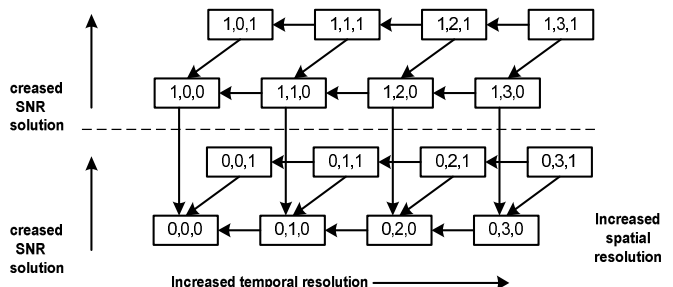 1,0,1 1,1,1 1,2,1 1,3,1
1,0,0 1,1,0 1,2,0 1,3,0
creased
SNR
solution
0,0,1 0,1,1 0,2,1 0,3,1
0,0,0 0,1,0 0,2,0 0,3,0
creased
SNR
solution
Increased
spatial
resolution
Increased temporal resolution